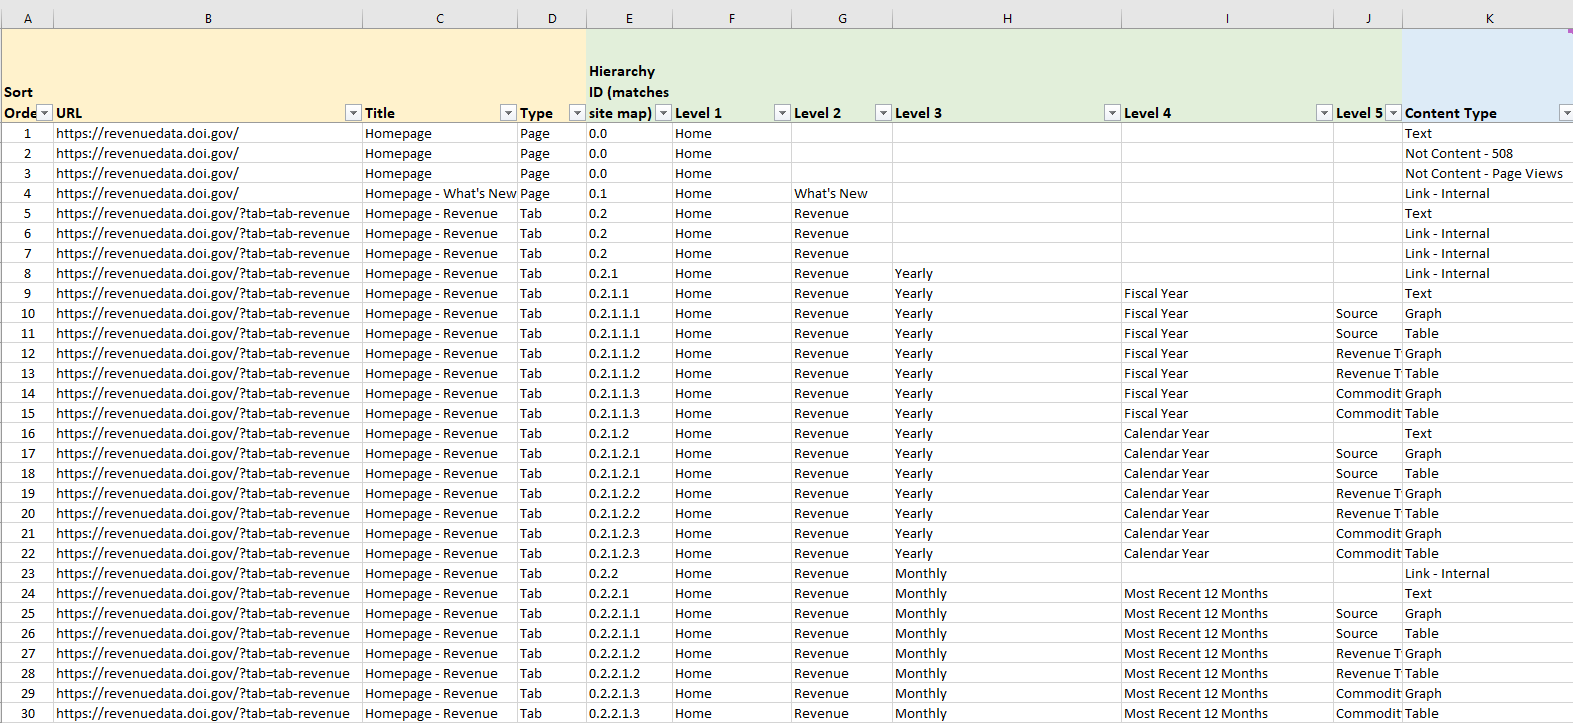 A B C D E F G H I J K
Hierarchy
Sort ID (matches
Orde URL Title Type site map) Level 1 Level 2 Level 3 Level 4 Level 5 Content Type
1 https://revenuedata.doi.gov/ Homepage Page 0.0 Home Text
2 https://revenuedata.doi.gov/ Homepage Page 0.0 Home Not Content - 508
3 https://revenuedata.doi.gov/ Homepage Page 0.0 Home Not Content - Page Views
4 https://revenuedata.doi.gov/ Homepage - What's New Page 0.1 Home What's New Link - Internal
5 https://revenuedata.doi.gov/?tab=tab-revenue Homepage - Revenue Tab 0.2 Home Revenue Text
6 https://revenuedata.doi.gov/?tab=tab-revenue Homepage - Revenue Tab 0.2 Home Revenue Link - Internal
7 https://revenuedata.doi.gov/?tab=tab-revenue Homepage - Revenue Tab 0.2 Home Revenue Link - Internal
8 https://revenuedata.doi.gov/?tab=tab-revenue Homepage - Revenue Tab 0.2.1 Home Revenue Yearly Link - Internal
9 https://revenuedata.doi.gov/?tab=tab-revenue Homepage - Revenue Tab 0.2.1.1 Home Revenue Yearly Fiscal Year Text
10 https://revenuedata.doi.gov/?tab=tab-revenue Homepage - Revenue Tab 0.2.1.1.1 Home Revenue Yearly Fiscal Year Source Graph
11 https://revenuedata.doi.gov/?tab=tab-revenue Homepage - Revenue Tab 0.2.1.1.1 Home Revenue Yearly Fiscal Year Source Table
12 https://revenuedata.doi.gov/?tab=tab-revenue Homepage - Revenue Tab 0.2.1.1.2 Home Revenue Yearly Fiscal Year Revenue T Graph
13 https://revenuedata.doi.gov/?tab=tab-revenue Homepage - Revenue Tab 0.2.1.1.2 Home Revenue Yearly Fiscal Year Revenue T Table
14 https://revenuedata.doi.gov/?tab=tab-revenue Homepage - Revenue Tab 0.2.1.1.3 Home Revenue Yearly Fiscal Year Commodit Graph
15 https://revenuedata.doi.gov/?tab=tab-revenue Homepage - Revenue Tab 0.2.1.1.3 Home Revenue Yearly Fiscal Year Commodit Table
16 https://revenuedata.doi.gov/?tab=tab-revenue Homepage - Revenue Tab 0.2.1.2 Home Revenue Yearly Calendar Year Text
17 https://revenuedata.doi.gov/?tab=tab-revenue Homepage - Revenue Tab 0.2.1.2.1 Home Revenue Yearly Calendar Year Source Graph
18 https://revenuedata.doi.gov/?tab=tab-revenue Homepage - Revenue Tab 0.2.1.2.1 Home Revenue Yearly Calendar Year Source Table
19 https://revenuedata.doi.gov/?tab=tab-revenue Homepage - Revenue Tab 0.2.1.2.2 Home Revenue Yearly Calendar Year Revenue T Graph
20 https://revenuedata.doi.gov/?tab=tab-revenue Homepage - Revenue Tab 0.2.1.2.2 Home Revenue Yearly Calendar Year Revenue T Table
21 https://revenuedata.doi.gov/?tab=tab-revenue Homepage - Revenue Tab 0.2.1.2.3 Home Revenue Yearly Calendar Year Commodit Graph
22 https://revenuedata.doi.gov/?tab=tab-revenue Homepage - Revenue Tab 0.2.1.2.3 Home Revenue Yearly Calendar Year Commodit Table
23 https://revenuedata.doi.gov/?tab=tab-revenue Homepage - Revenue Tab 0.2.2 Home Revenue Monthly Link - Internal
24 https://revenuedata.doi.gov/?tab=tab-revenue Homepage - Revenue Tab 0.2.2.1 Home Revenue Monthly Most Recent 12 Months Text
25 https://revenuedata.doi.gov/?tab=tab-revenue Homepage - Revenue Tab 0.2.2.1.1 Home Revenue Monthly Most Recent 12 Months Source Graph
26 https://revenuedata.doi.gov/?tab=tab-revenue Homepage - Revenue Tab 0.2.2.1.1 Home Revenue Monthly Most Recent 12 Months Source Table
27 https://revenuedata.doi.gov/?tab=tab-revenue Homepage - Revenue Tab 0.2.2.1.2 Home Revenue Monthly Most Recent 12 Months Revenue T Graph
28 https://revenuedata.doi.gov/?tab=tab-revenue Homepage - Revenue Tab 0.2.2.1.2 Home Revenue Monthly Most Recent 12 Months Revenue T Table
29 https://revenuedata.doi.gov/?tab=tab-revenue Homepage - Revenue Tab 0.2.2.1.3 Home Revenue Monthly Most Recent 12 Months Commodit Graph
30 https://revenuedata.doi.gov/?tab=tab-revenue Homepage - Revenue Tab 0.2.2.1.3 Home Revenue Monthly Most Recent 12 Months Commodit Table